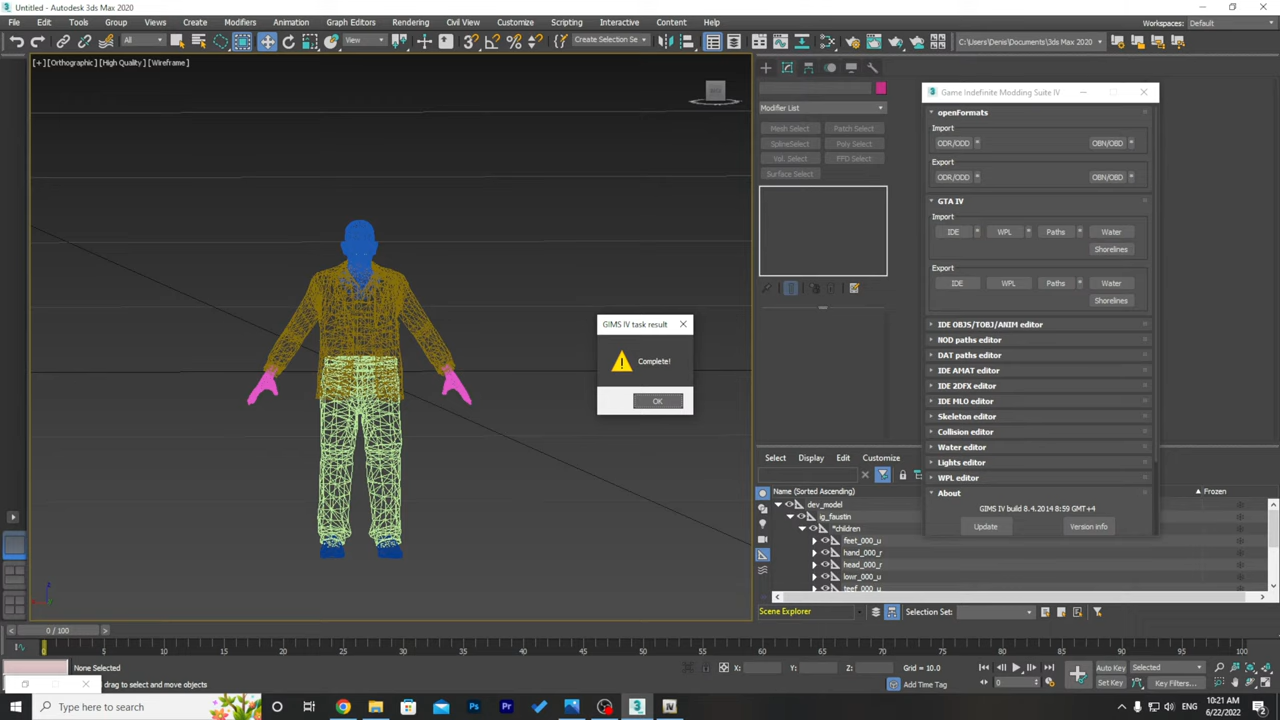 Untitled - Autodesk 3ds Max 2020
File Edit Tools Group Views Create Modifiers Animation Graph Editors Rendering Civil View Customize Scripting Interactive Content Help Workspaces: Default
All View Create Selection Se C:\Users\Denis\Documents\3ds Max 2020
[+] [Orthographic] [High Quality] [Wireframe]
Modifier List
Mesh Select Patch Select
SplineSelect Poly Select
Vol. Select FFD Select
Surface Select
Game Indefinite Modding Suite IV
openFormats
Import
ODR/ODD OBN/OBD
Export
ODR/ODD OBN/OBD
GTA IV
Import
IDE WPL Paths Water
Shorelines
Export
IDE WPL Paths Water
Shorelines
IDE OBJS/TOBJ/ANIM editor
NOD paths editor
DAT paths editor
IDE AMAT editor
IDE 2DFX editor
IDE MLO editor
Skeleton editor
Collision editor
Water editor
Lights editor
WPL editor
About
GIMS IV build 8.4.2014 8:59 GMT+4
Update Version info
GIMS IV task result
Complete!
OK
Select Display Edit Customize
Name (Sorted Ascending) Frozen
dev_model
ig_faustin
*children
feet_000_u
hand_000_r
head_000_r
lowr_000_u
teef_000_u
Scene Explorer Selection Set:
0 / 100
0 5 10 15 20 25 30 35 40 45 50 55 60 65 70 75 80 85 90 95 100
None Selected X: Y: Z: Grid = 10.0 Auto Key Selected
drag to select and move objects Add Time Tag 0 Set Key Key Filters...
Type here to search Ps Pr 3 ENG 10:21 AM
6/22/2022 2